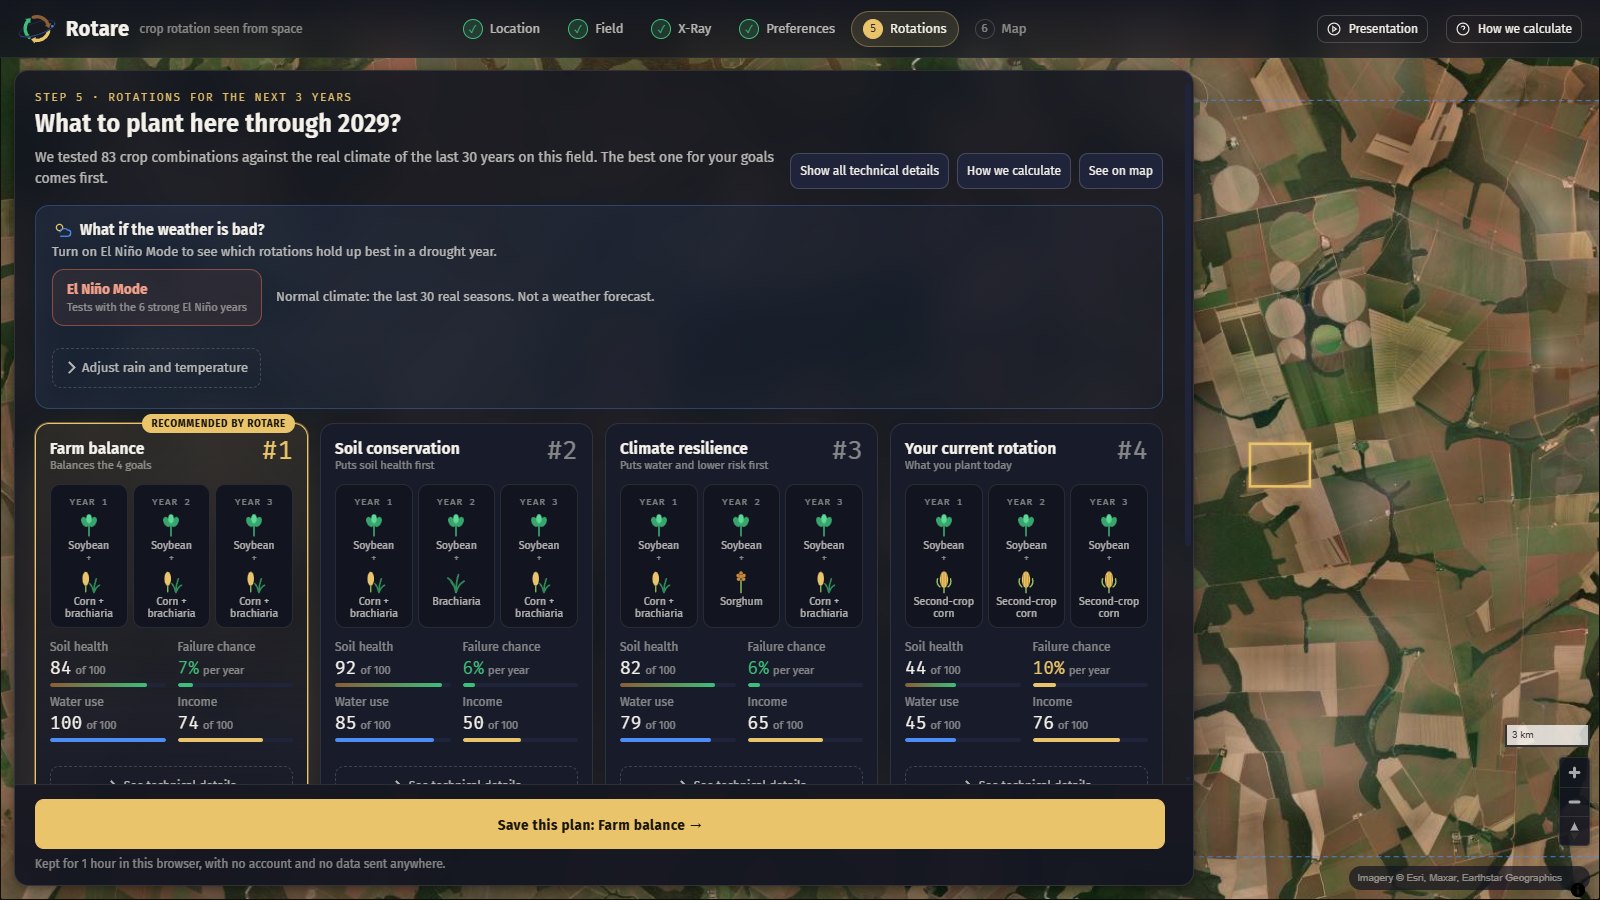 Rotare crop rotation seen from space
✓ Location
✓ Field
✓ X-Ray
✓ Preferences
5 Rotations
6 Map
Presentation
How we calculate
STEP 5 · ROTATIONS FOR THE NEXT 3 YEARS
What to plant here through 2029?
We tested 83 crop combinations against the real climate of the last 30 years on this field. The best one for your goals
comes first.
Show all technical details
How we calculate
See on map
What if the weather is bad?
Turn on El Niño Mode to see which rotations hold up best in a drought year.
El Niño Mode
Tests with the 6 strong El Niño years
Normal climate: the last 30 real seasons. Not a weather forecast.
Adjust rain and temperature
RECOMMENDED BY ROTARE
Farm balance #1
Balances the 4 goals
YEAR 1
Soybean
+
Corn +
brachiaria
YEAR 2
Soybean
+
Corn +
brachiaria
YEAR 3
Soybean
+
Corn +
brachiaria
Soil health
84 of 100
Failure chance
7% per year
Water use
100 of 100
Income
74 of 100
See technical details
Soil conservation #2
Puts soil health first
YEAR 1
Soybean
+
Corn +
brachiaria
YEAR 2
Soybean
+
Brachiaria
YEAR 3
Soybean
+
Corn +
brachiaria
Soil health
92 of 100
Failure chance
6% per year
Water use
85 of 100
Income
50 of 100
See technical details
Climate resilience #3
Puts water and lower risk first
YEAR 1
Soybean
+
Corn +
brachiaria
YEAR 2
Soybean
+
Sorghum
YEAR 3
Soybean
+
Corn +
brachiaria
Soil health
82 of 100
Failure chance
6% per year
Water use
79 of 100
Income
65 of 100
See technical details
Your current rotation #4
What you plant today
YEAR 1
Soybean
+
Second-crop
corn
YEAR 2
Soybean
+
Second-crop
corn
YEAR 3
Soybean
+
Second-crop
corn
Soil health
44 of 100
Failure chance
10% per year
Water use
45 of 100
Income
76 of 100
See technical details
Save this plan: Farm balance →
Kept for 1 hour in this browser, with no account and no data sent anywhere.
3 km
+
−
Imagery © Esri, Maxar, Earthstar Geographics